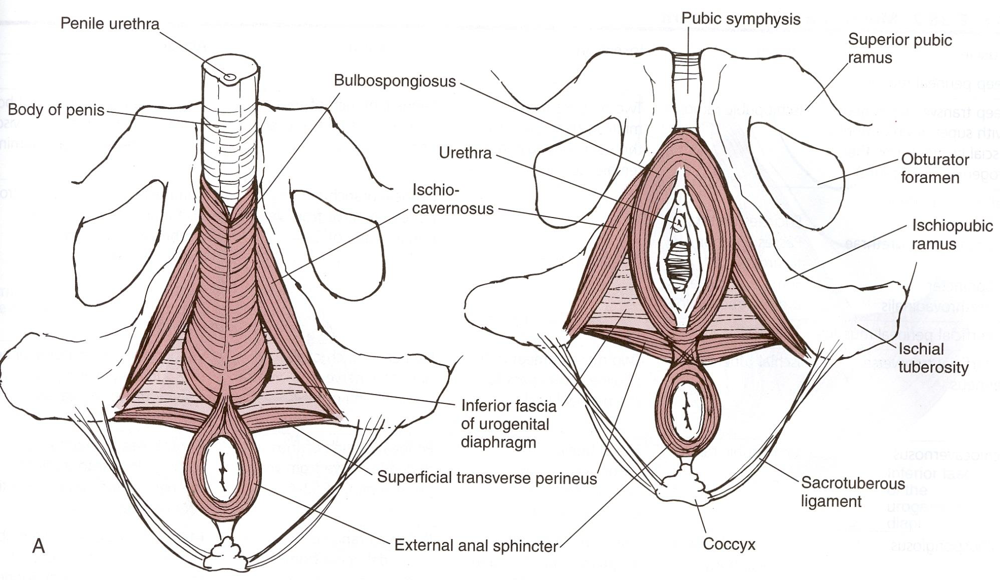 Penile urethra
Body of penis
Bulbospongiosus
Urethra
Ischio-
cavernosus
Pubic symphysis
Superior pubic
ramus
Obturator
foramen
Ischiopubic
ramus
Ischial
tuberosity
Inferior fascia
of urogenital
diaphragm
Superficial transverse perineus
Sacrotuberous
ligament
External anal sphincter
Coccyx
A